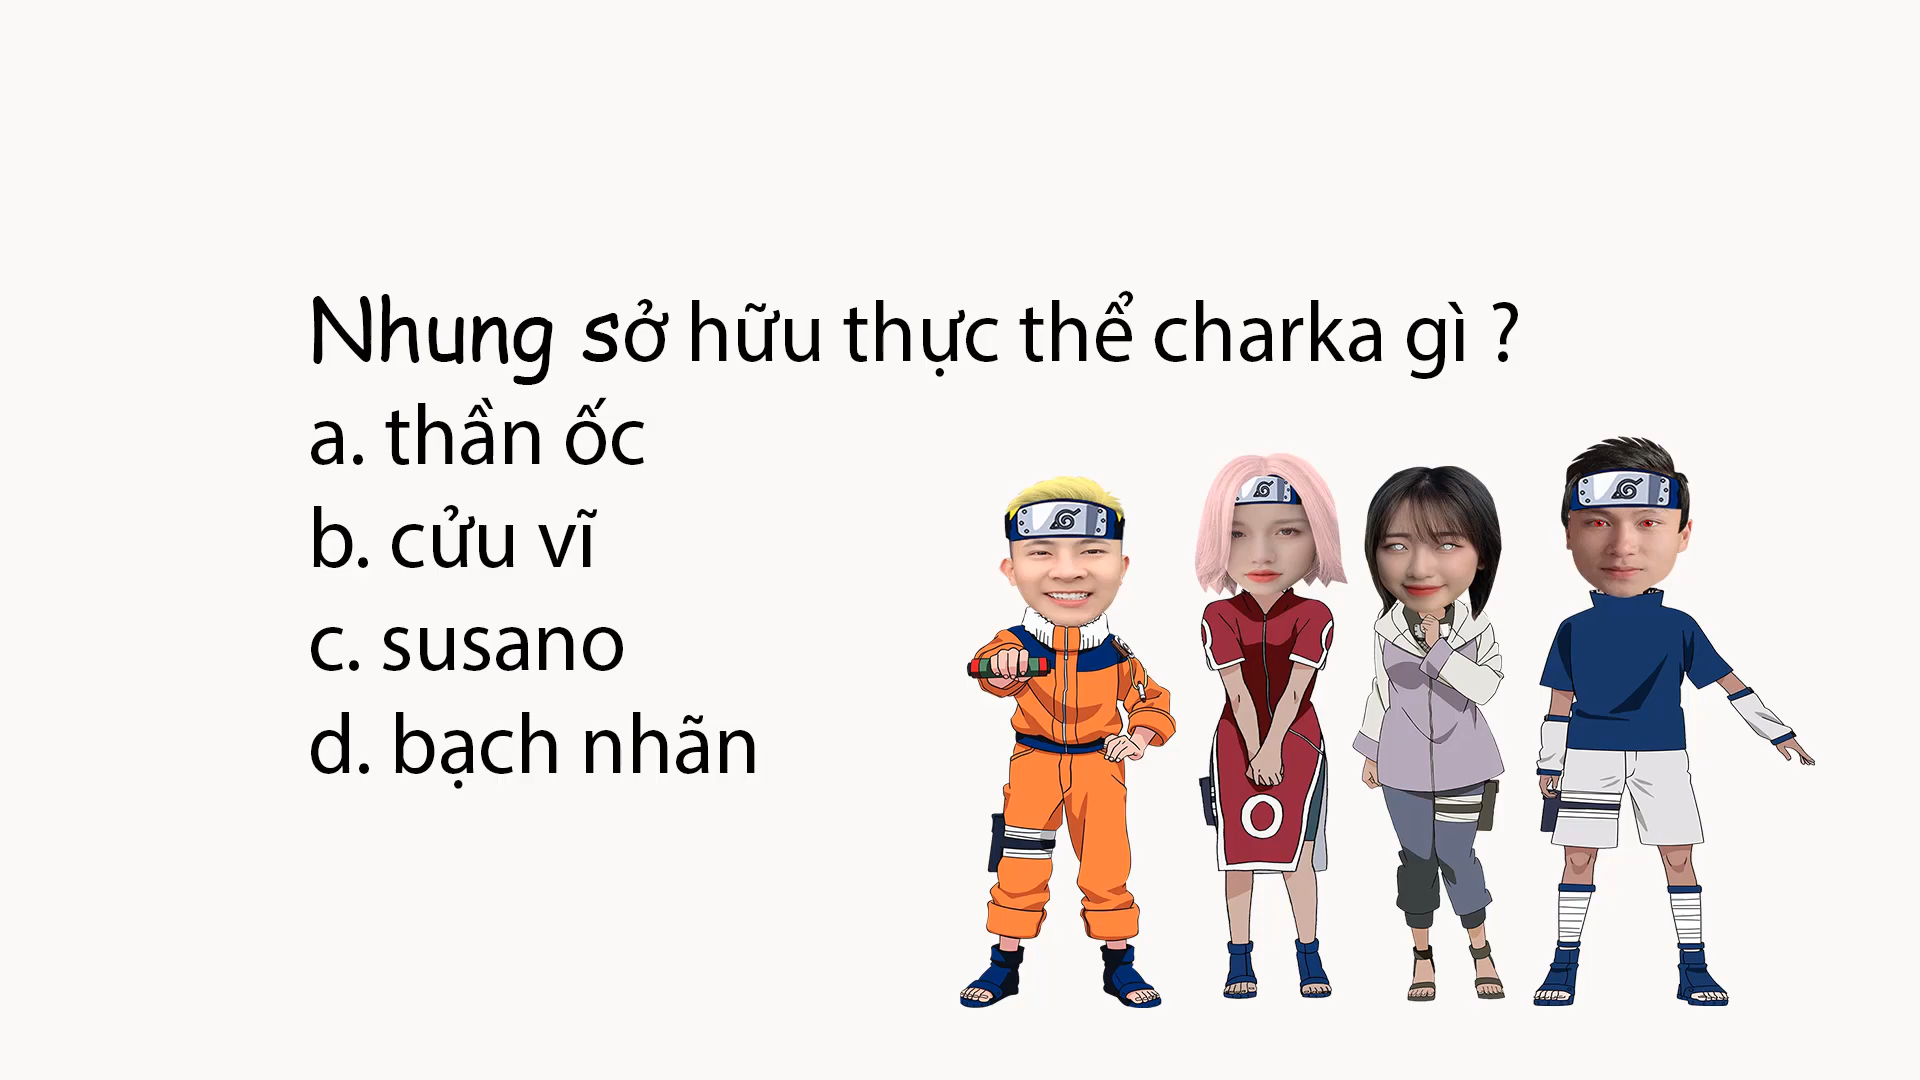 Nhung sở hữu thực thể charka gì ?
a. thần ốc
b. cửu vĩ
c. susano
d. bạch nhãn